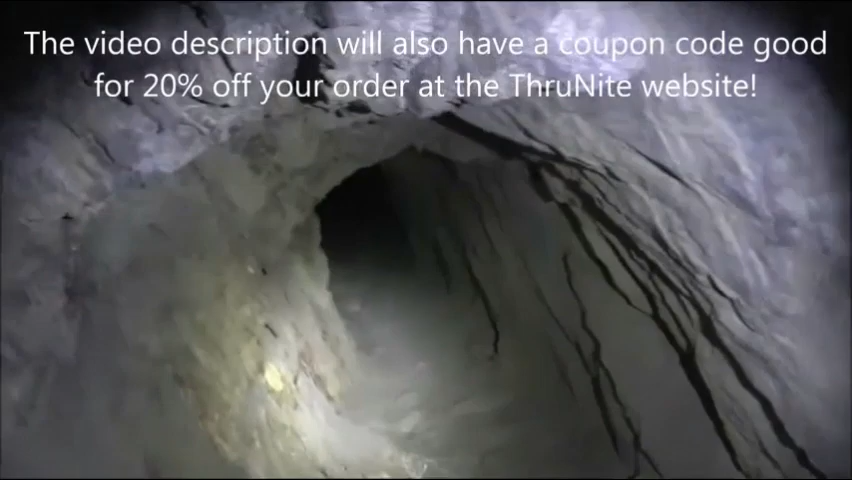 The video description will also have a coupon code good
for 20% off your order at the ThruNite website!